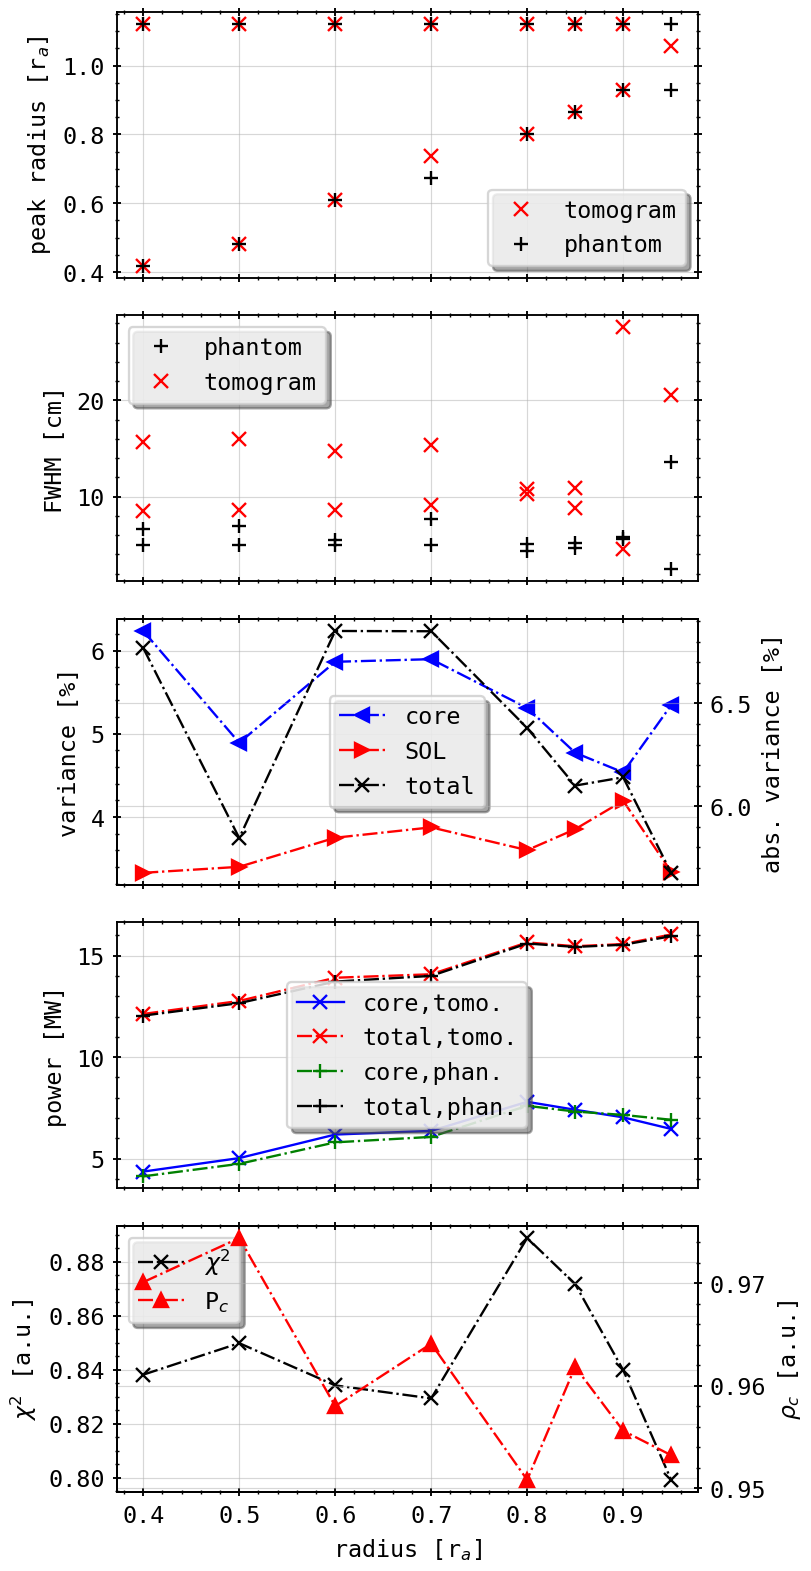 peak radius [rₐ]
1.0
0.8
0.6
0.4
tomogram
phantom
FWHM [cm]
20
10
phantom
tomogram
variance [%]
6
5
4
core
SOL
total
6.5
6.0
abs. variance [%]
power [MW]
15
10
5
core,tomo.
total,tomo.
core,phan.
total,phan.
χ² [a.u.]
0.88
0.86
0.84
0.82
0.80
χ²
P_c
0.97
0.96
0.95
ρ_c [a.u.]
0.4 0.5 0.6 0.7 0.8 0.9
radius [rₐ]